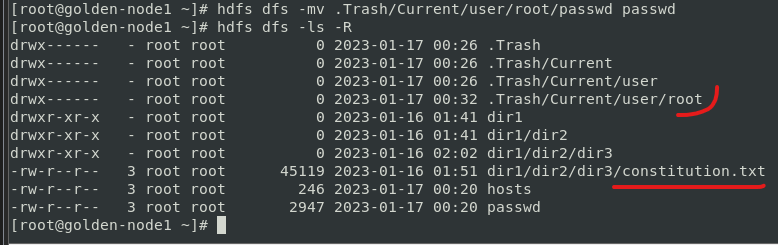 [root@golden-node1 ~]# hdfs dfs -mv .Trash/Current/user/root/passwd passwd
[root@golden-node1 ~]# hdfs dfs -ls -R
drwx------   - root root          0 2023-01-17 00:26 .Trash
drwx------   - root root          0 2023-01-17 00:26 .Trash/Current
drwx------   - root root          0 2023-01-17 00:26 .Trash/Current/user
drwx------   - root root          0 2023-01-17 00:32 .Trash/Current/user/root
drwxr-xr-x   - root root          0 2023-01-16 01:41 dir1
drwxr-xr-x   - root root          0 2023-01-16 01:41 dir1/dir2
drwxr-xr-x   - root root          0 2023-01-16 02:02 dir1/dir2/dir3
-rw-r--r--   3 root root      45119 2023-01-16 01:51 dir1/dir2/dir3/constitution.txt
-rw-r--r--   3 root root        246 2023-01-17 00:20 hosts
-rw-r--r--   3 root root       2947 2023-01-17 00:20 passwd
[root@golden-node1 ~]#